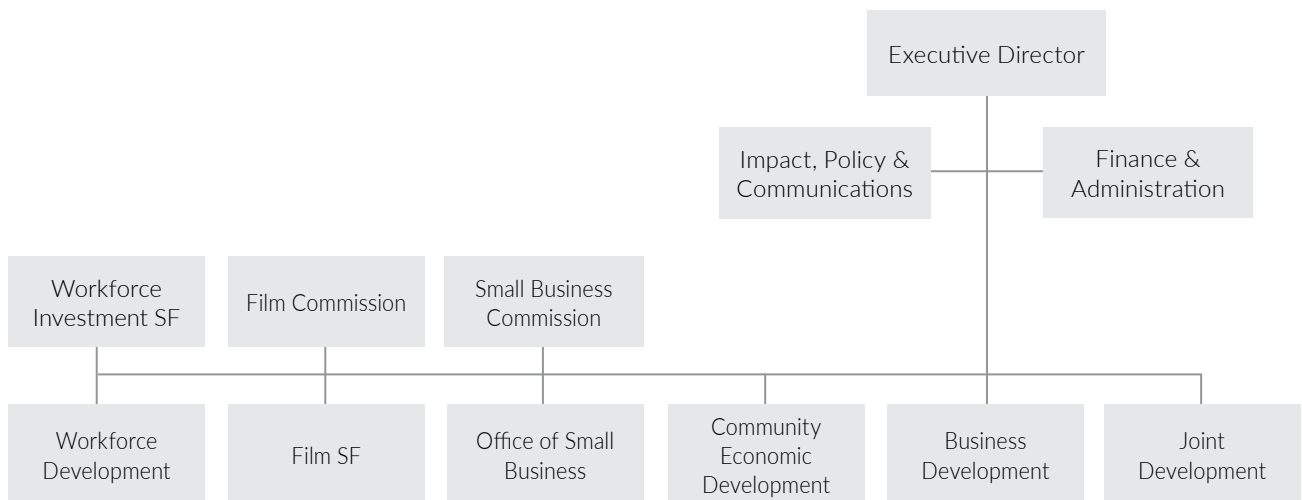 Executive Director
Impact, Policy &
Communications
Finance &
Administration
Workforce
Investment SF
Film Commission
Small Business
Commission
Workforce
Development
Film SF
Office of Small
Business
Community
Economic
Development
Business
Development
Joint
Development